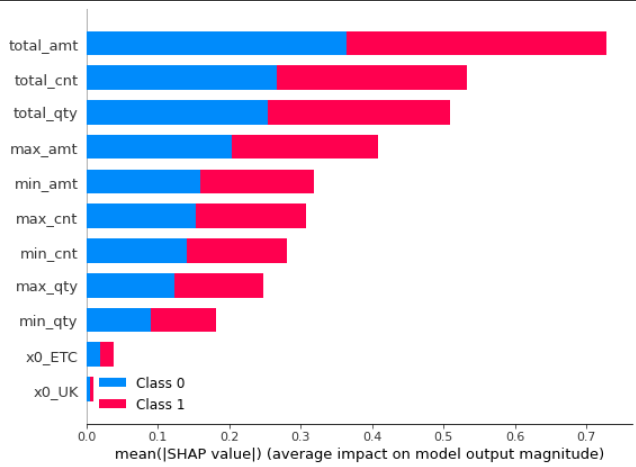 total_amt
total_cnt
total_qty
max_amt
min_amt
max_cnt
min_cnt
max_qty
min_qty
x0_ETC
x0_UK
Class 0
Class 1
0.0 0.1 0.2 0.3 0.4 0.5 0.6 0.7
mean(|SHAP value|) (average impact on model output magnitude)